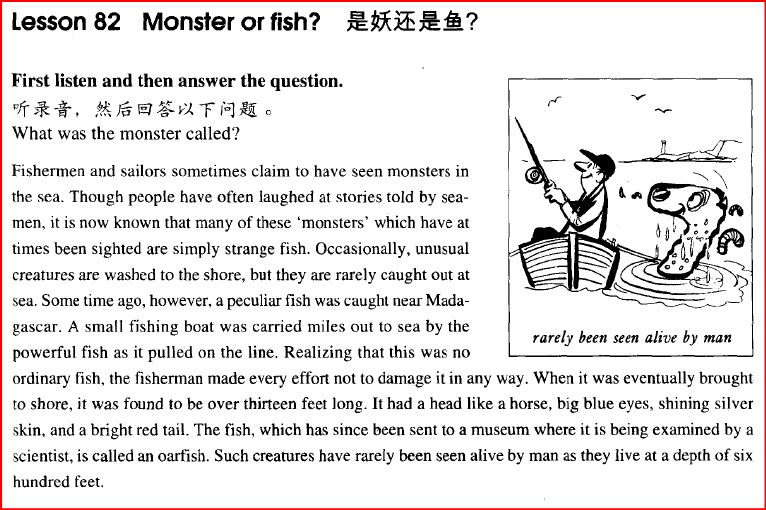 Lesson 82 Monster or fish? 是妖还是鱼?
First listen and then answer the question.
听录音，然后回答以下问题。
What was the monster called?
Fishermen and sailors sometimes claim to have seen monsters in
the sea. Though people have often laughed at stories told by sea-
men, it is now known that many of these 'monsters' which have at
times been sighted are simply strange fish. Occasionally, unusual
creatures are washed to the shore, but they are rarely caught out at
sea. Some time ago, however, a peculiar fish was caught near Mada-
gascar. A small fishing boat was carried miles out to sea by the
powerful fish as it pulled on the line. Realizing that this was no
ordinary fish, the fisherman made every effort not to damage it in any way. When it was eventually brought
to shore, it was found to be over thirteen feet long. It had a head like a horse, big blue eyes, shining silver
skin, and a bright red tail. The fish, which has since been sent to a museum where it is being examined by a
scientist, is called an oarfish. Such creatures have rarely been seen alive by man as they live at a depth of six
hundred feet.
rarely been seen alive by man